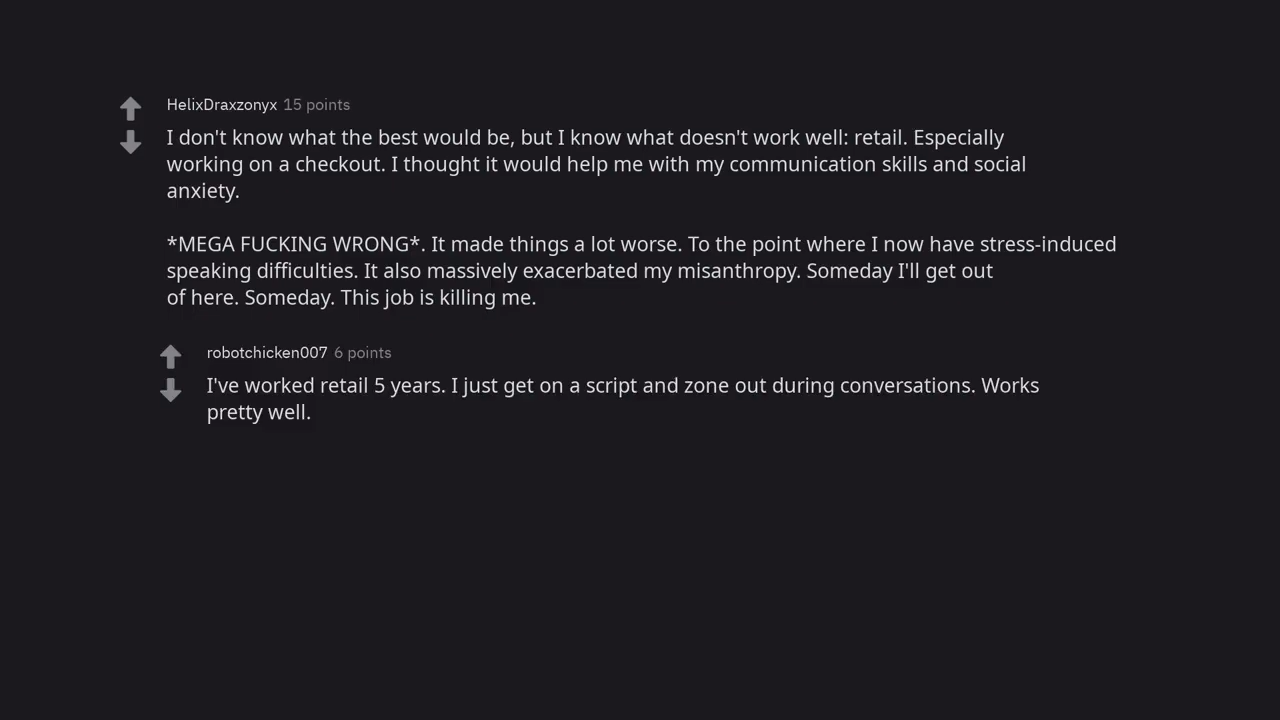 HelixDraxzonyx 15 points
I don't know what the best would be, but I know what doesn't work well: retail. Especially
working on a checkout. I thought it would help me with my communication skills and social
anxiety.
*MEGA FUCKING WRONG*. It made things a lot worse. To the point where I now have stress-induced
speaking difficulties. It also massively exacerbated my misanthropy. Someday I'll get out
of here. Someday. This job is killing me.
robotchicken007 6 points
I've worked retail 5 years. I just get on a script and zone out during conversations. Works
pretty well.